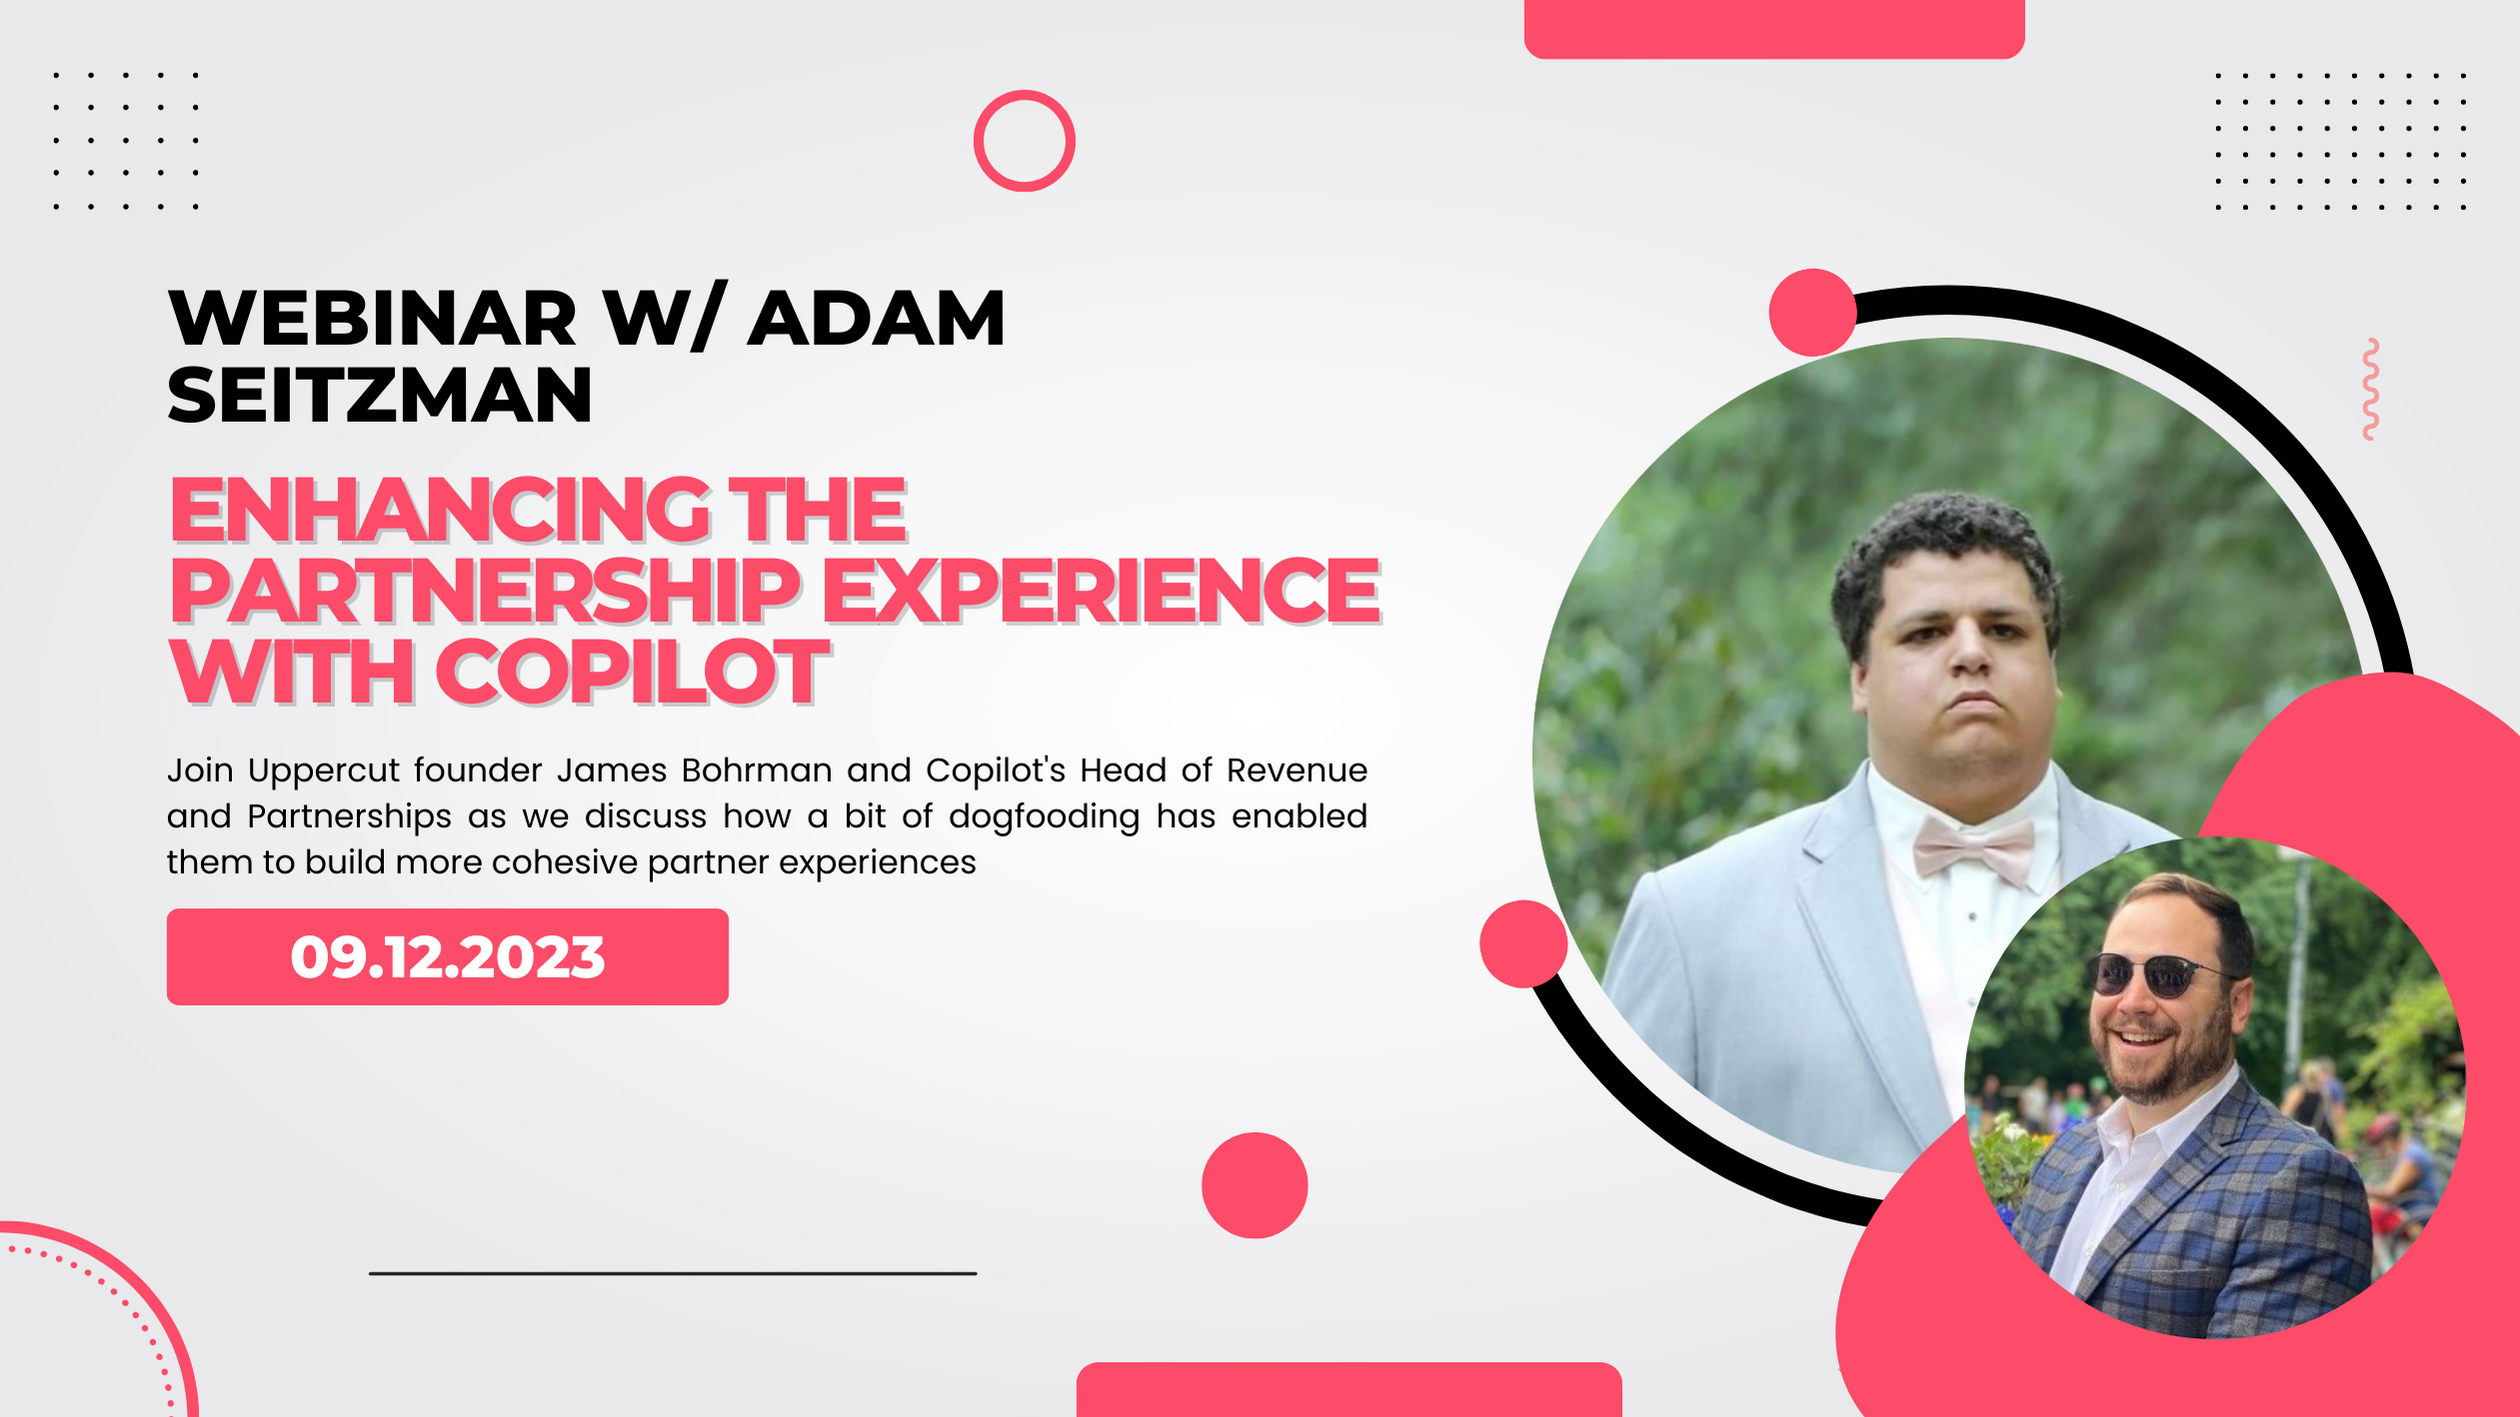 WEBINAR W/ ADAM
SEITZMAN
ENHANCING THE
PARTNERSHIP EXPERIENCE
WITH COPILOT
Join Uppercut founder James Bohrman and Copilot's Head of Revenue
and Partnerships as we discuss how a bit of dogfooding has enabled
them to build more cohesive partner experiences
09.12.2023